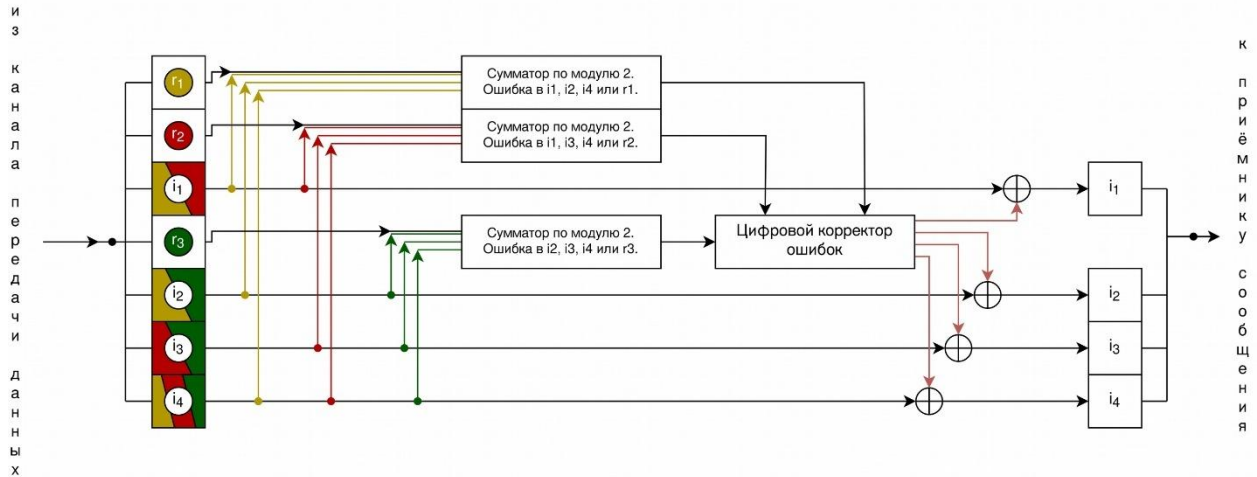 из канала передачи данных
r1
r2
i1
r3
i2
i3
i4
Сумматор по модулю 2.
Ошибка в i1, i2, i4 или r1.
Сумматор по модулю 2.
Ошибка в i1, i3, i4 или r2.
Сумматор по модулю 2.
Ошибка в i2, i3, i4 или r3.
Цифровой корректор
ошибок
i1
i2
i3
i4
к приёмнику сообщения